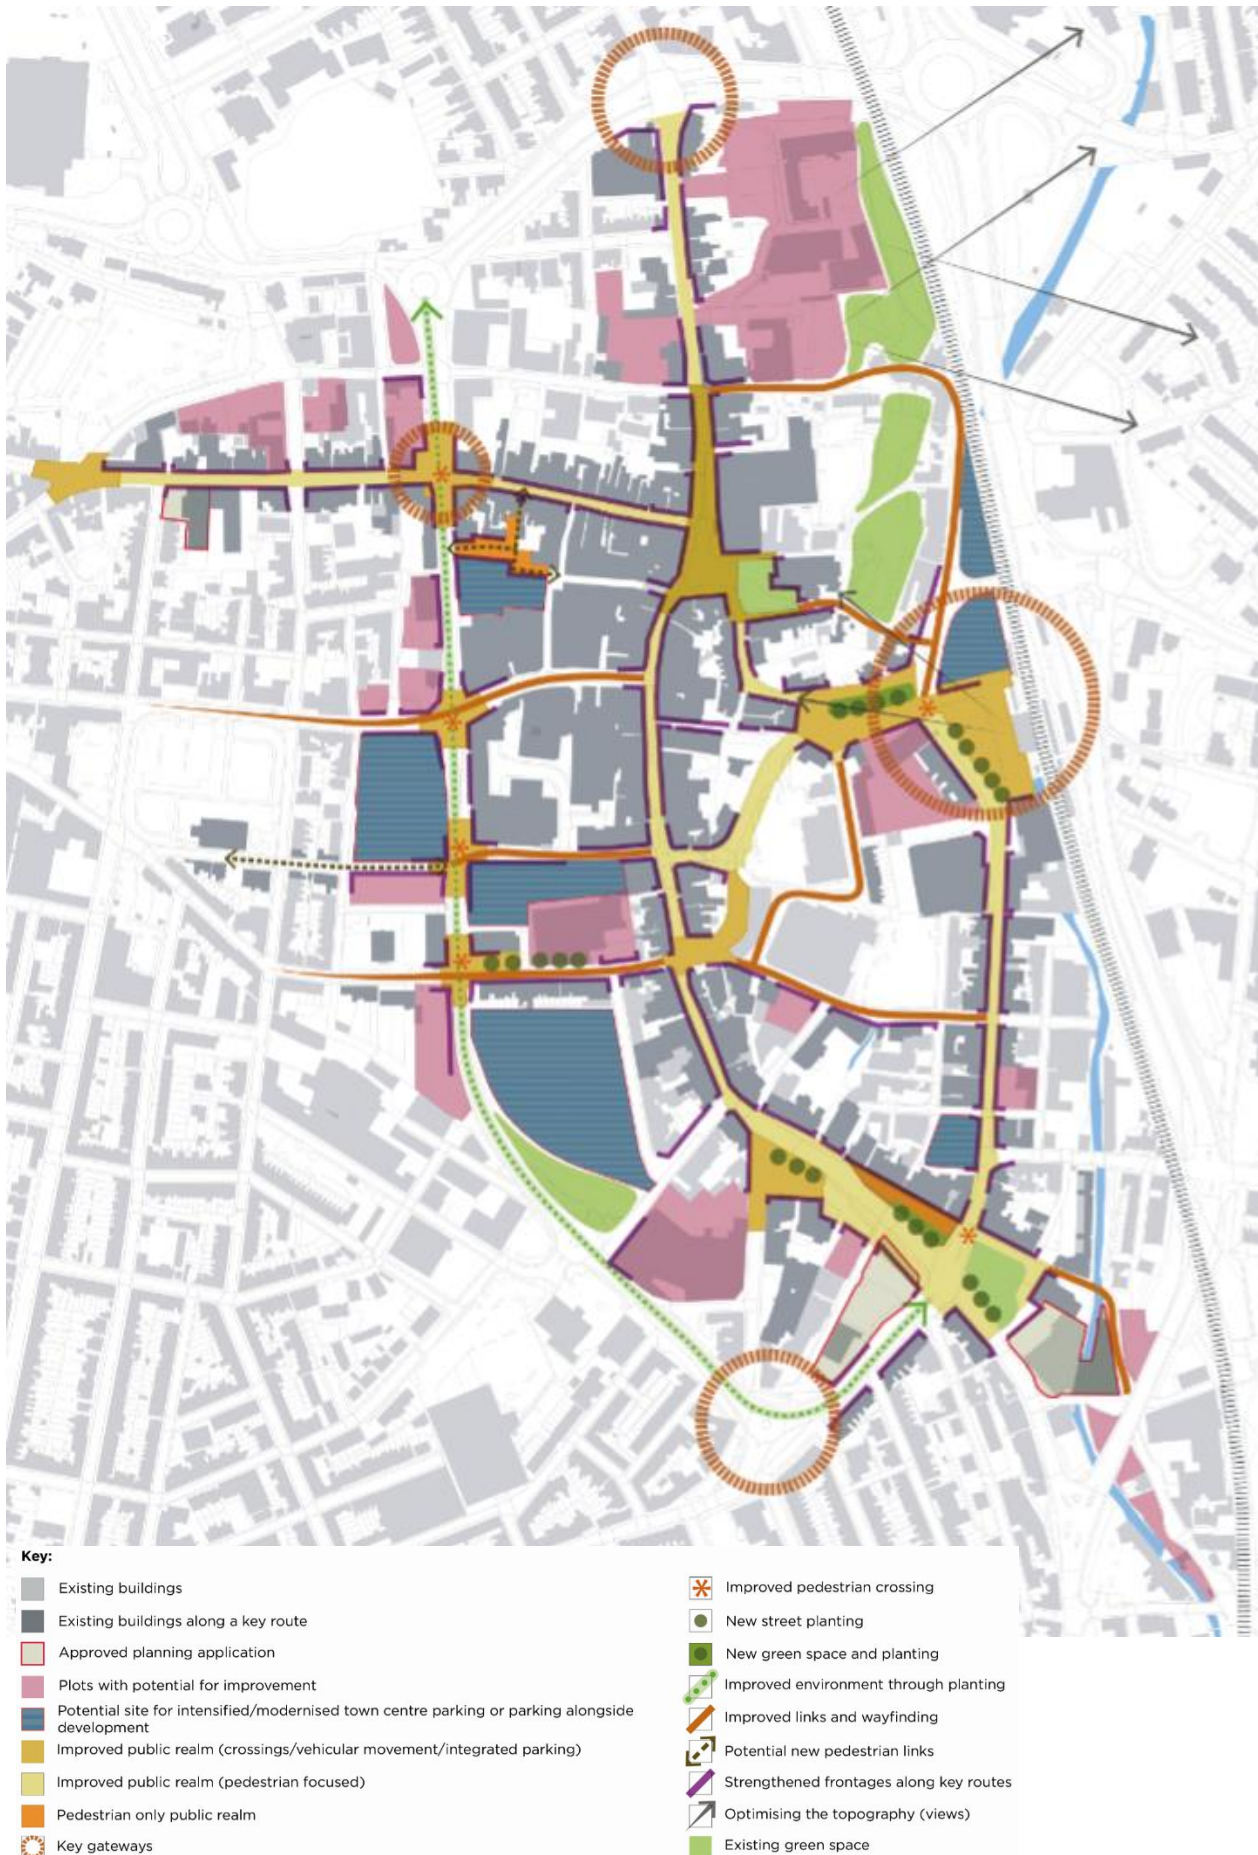 Key:
Existing buildings
Existing buildings along a key route
Approved planning application
Plots with potential for improvement
Potential site for intensified/modernised town centre parking or parking alongside
development
Improved public realm (crossings/vehicular movement/integrated parking)
Improved public realm (pedestrian focused)
Pedestrian only public realm
Key gateways
Improved pedestrian crossing
New street planting
New green space and planting
Improved environment through planting
Improved links and wayfinding
Potential new pedestrian links
Strengthened frontages along key routes
Optimising the topography (views)
Existing green space